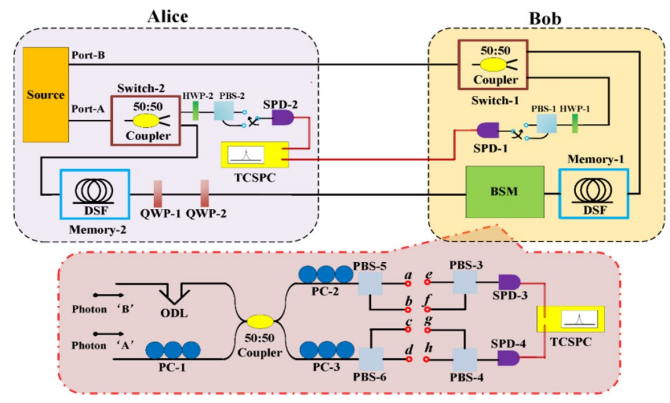 Alice
Bob
Port-B
50:50
Coupler
Switch-1
Source
Switch-2
Port-A
50:50
Coupler
HWP-2
PBS-2
SPD-2
PBS-1
HWP-1
SPD-1
TCSPC
Memory-1
DSF
Memory-2
QWP-1
QWP-2
BSM
DSF
PBS-5
a
e
PBS-3
PC-2
SPD-3
b
f
Photon 'B'
ODL
c
g
TCSPC
Photon 'A'
50:50
Coupler
SPD-4
PC-1
PC-3
d
h
PBS-6
PBS-4